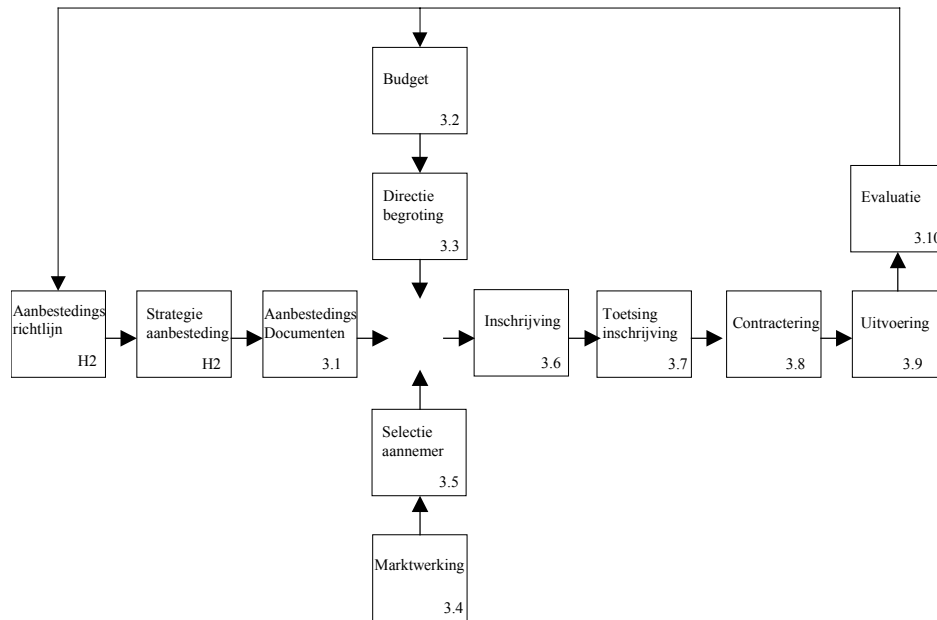 Budget
3.2
Directie
begroting
3.3
Evaluatie
3.10
Aanbestedings
richtlijn
H2
Strategie
aanbesteding
H2
Aanbestedings
Documenten
3.1
Inschrijving
3.6
Toetsing
inschrijving
3.7
Contractering
3.8
Uitvoering
3.9
Selectie
aannemer
3.5
Marktwerking
3.4